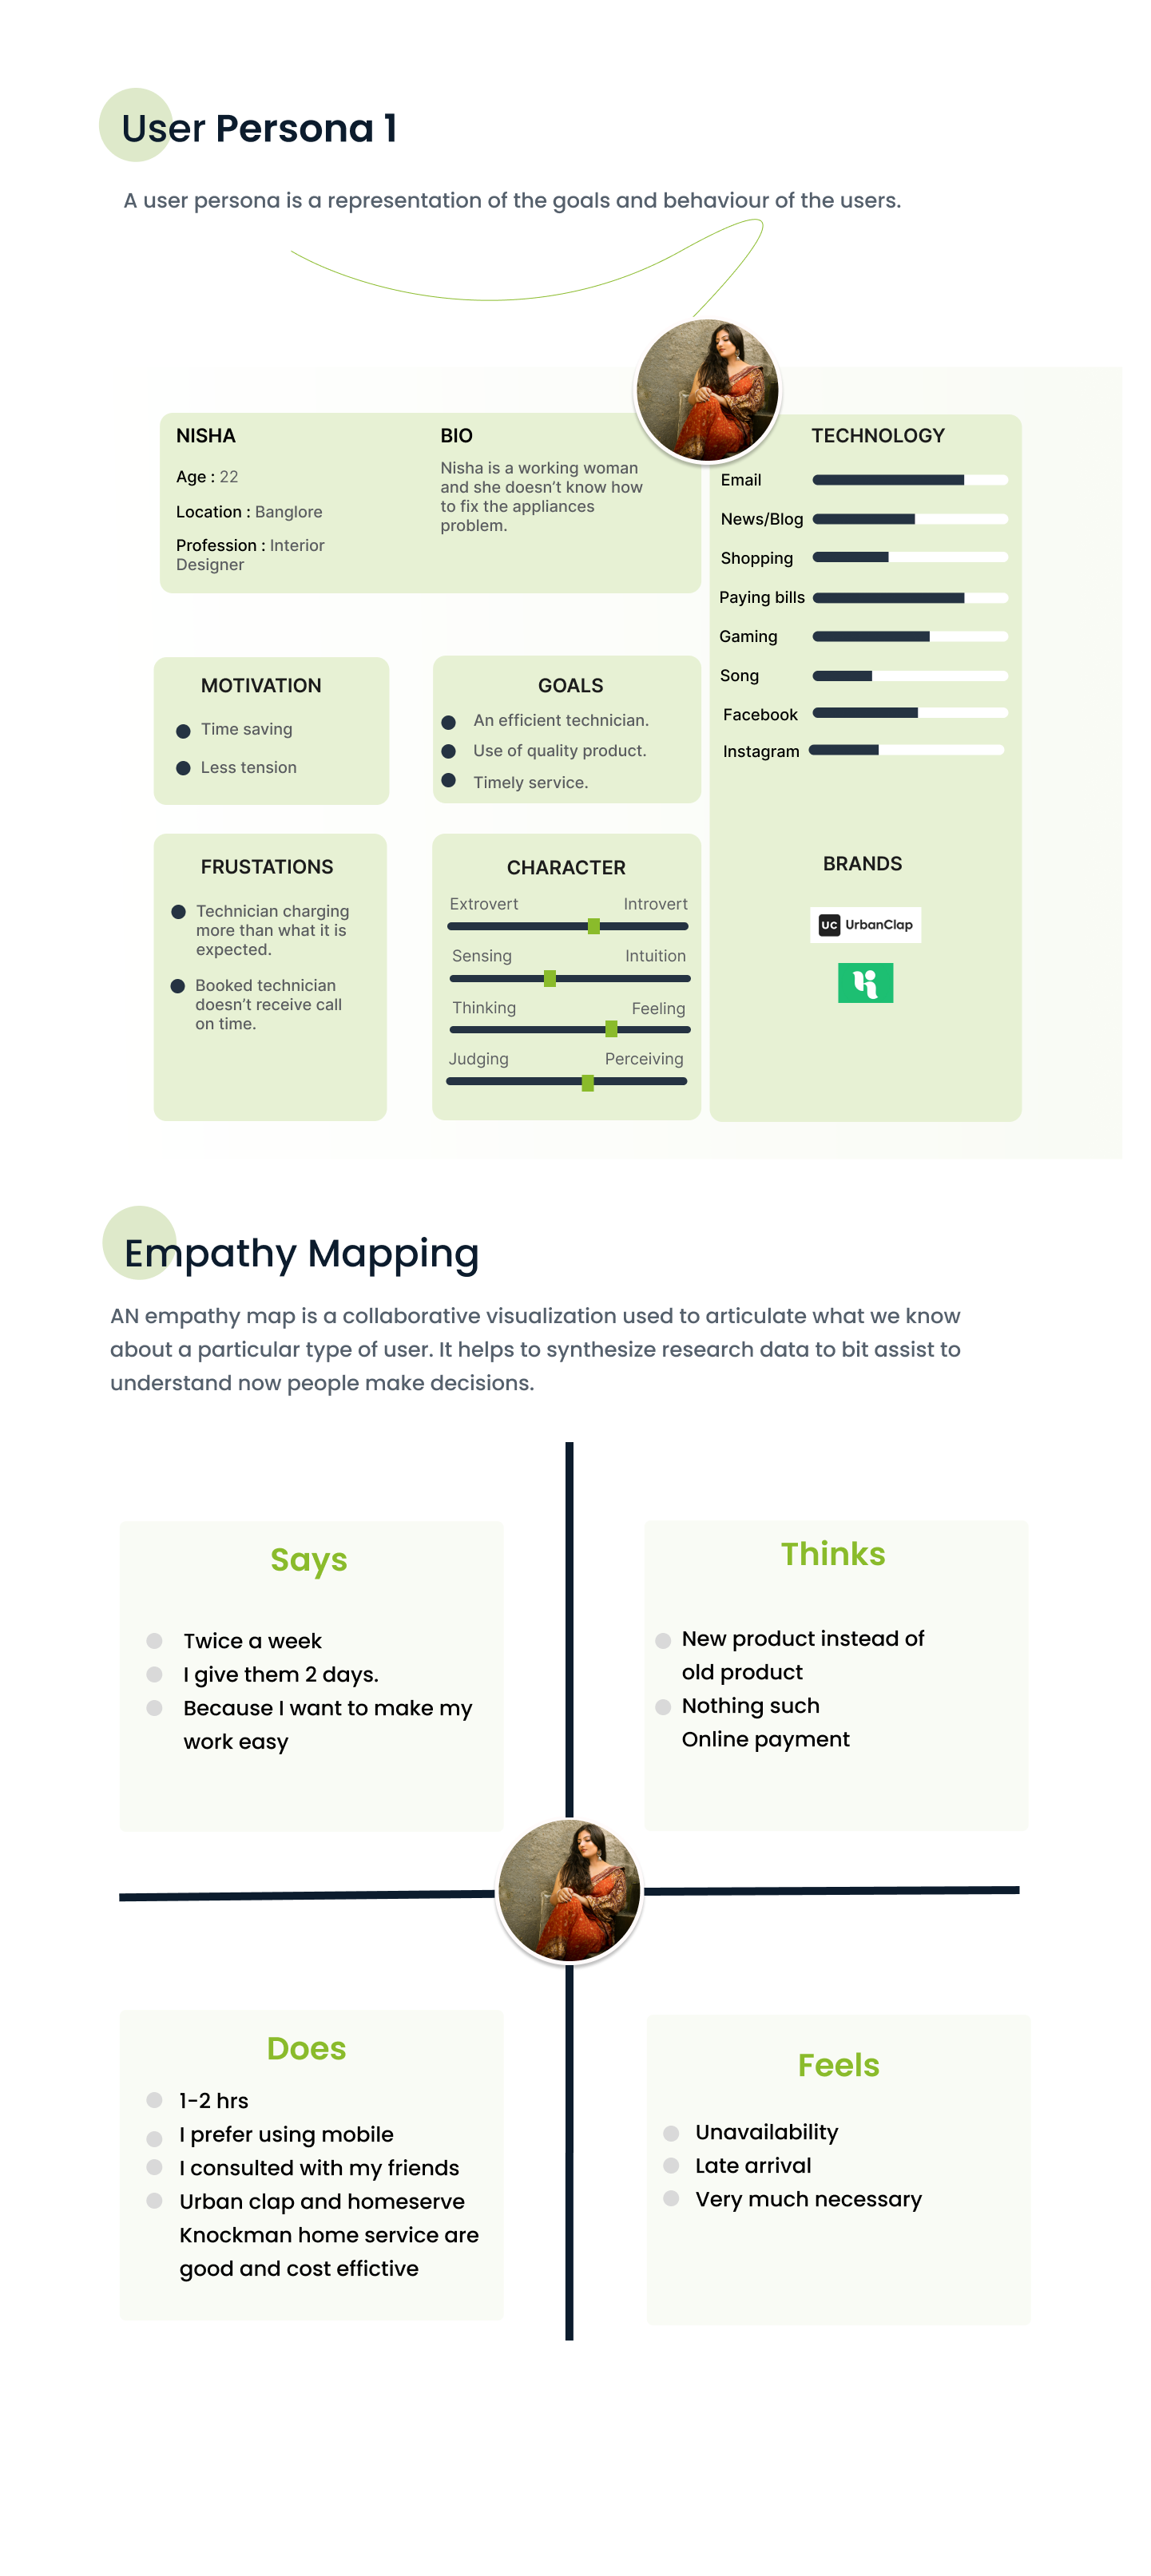 User Persona 1
A user persona is a representation of the goals and behaviour of the users.
NISHA
Age : 22
Location : Banglore
Profession : Interior
Designer
BIO
Nisha is a working woman
and she doesn’t know how
to fix the appliances
problem.
TECHNOLOGY
Email
News/Blog
Shopping
Paying bills
Gaming
Song
Facebook
Instagram
MOTIVATION
Time saving
Less tension
GOALS
An efficient technician.
Use of quality product.
Timely service.
FRUSTATIONS
Technician charging
more than what it is
expected.
Booked technician
doesn’t receive call
on time.
CHARACTER
Extrovert Introvert
Sensing Intuition
Thinking Feeling
Judging Perceiving
BRANDS
UC UrbanClap
Empathy Mapping
AN empathy map is a collaborative visualization used to articulate what we know
about a particular type of user. It helps to synthesize research data to bit assist to
understand now people make decisions.
Says
Twice a week
I give them 2 days.
Because I want to make my
work easy
Thinks
New product instead of
old product
Nothing such
Online payment
Does
1-2 hrs
I prefer using mobile
I consulted with my friends
Urban clap and homeserve
Knockman home service are
good and cost effictive
Feels
Unavailability
Late arrival
Very much necessary